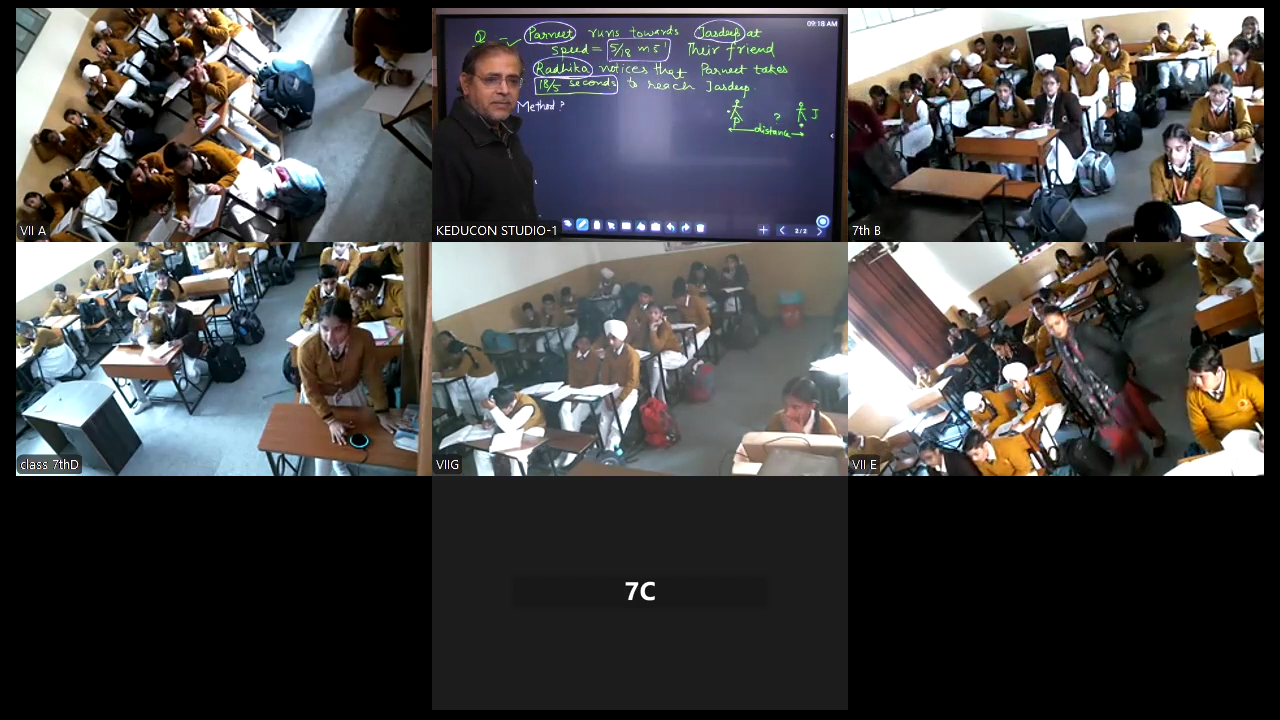 VII A
09:18 AM
Q - Parneet runs towards Jasdeep at
speed = 5/18 ms-1 Their friend
Radhika notices that Parneet takes
18/5 seconds to reach Jasdeep.
Method ?
P ? J
distance
2/2
KEDUCON STUDIO-1
7th B
class 7thD
VIIG
VII E
7C